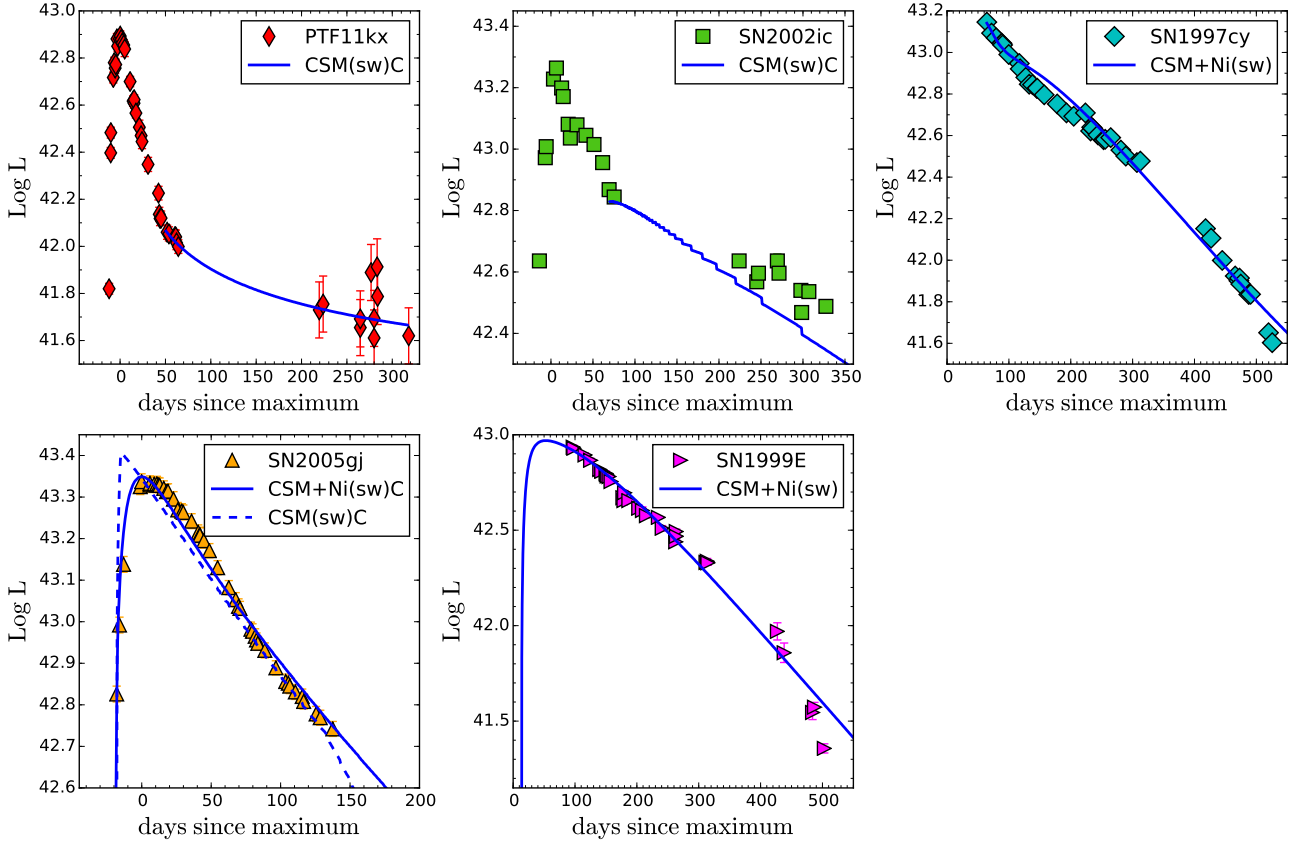 PTF11kx
CSM(sw)C
43.0
42.8
42.6
42.4
42.2
42.0
41.8
41.6
Log L
0 50 100 150 200 250 300
days since maximum
SN2002ic
CSM(sw)C
43.4
43.2
43.0
42.8
42.6
42.4
Log L
0 50 100 150 200 250 300 350
days since maximum
SN1997cy
CSM+Ni(sw)
43.2
43.0
42.8
42.6
42.4
42.2
42.0
41.8
41.6
Log L
0 100 200 300 400 500
days since maximum
SN2005gj
CSM+Ni(sw)C
CSM(sw)C
43.4
43.3
43.2
43.1
43.0
42.9
42.8
42.7
42.6
Log L
0 50 100 150 200
days since maximum
SN1999E
CSM+Ni(sw)
43.0
42.5
42.0
41.5
Log L
0 100 200 300 400 500
days since maximum